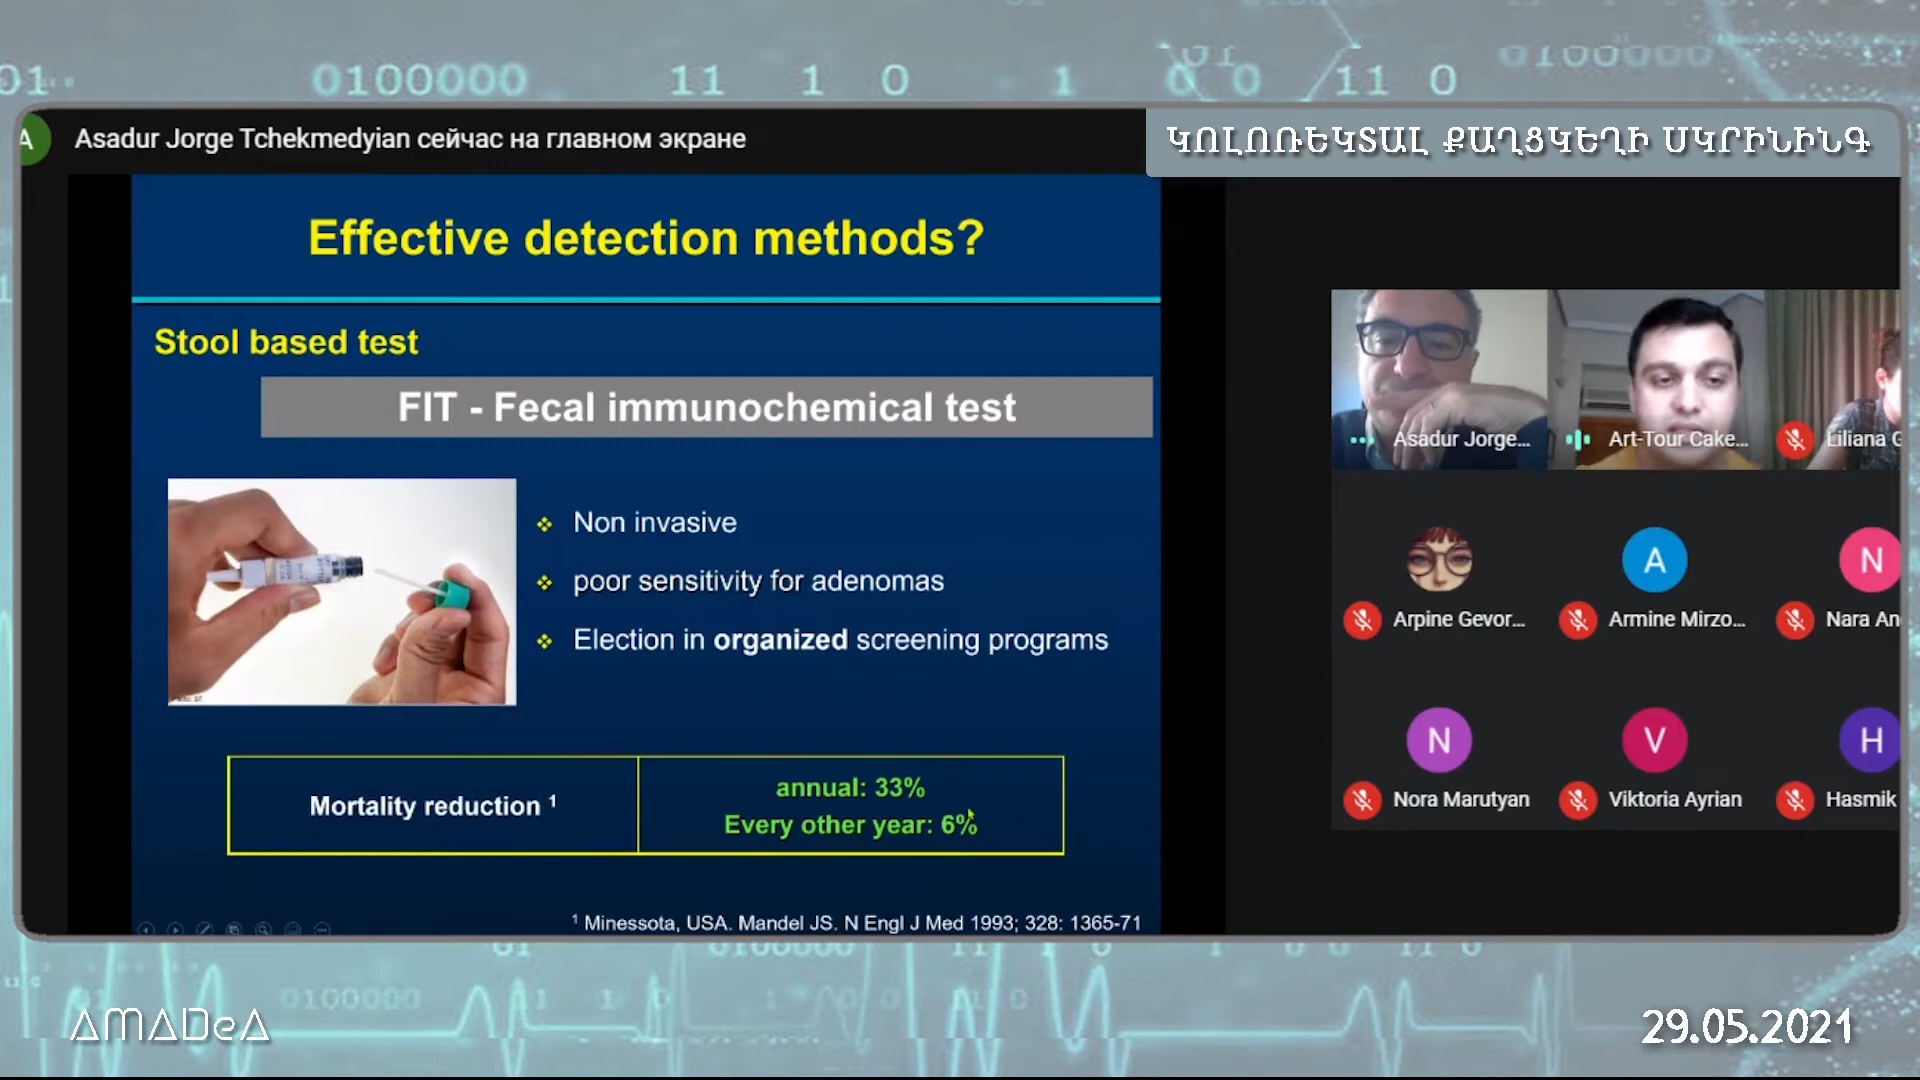 Asadur Jorge Tchekmedyian сейчас на главном экране
ԿՈԼՈՌԵԿՏԱԼ ՔԱՂՑԿԵՂԻ ՍԿՐԻՆԻՆԳ
Effective detection methods?
Stool based test
FIT - Fecal immunochemical test
Non invasive
poor sensitivity for adenomas
Election in organized screening programs
Mortality reduction ¹
annual: 33%
Every other year: 6%
¹ Minessota, USA. Mandel JS. N Engl J Med 1993; 328: 1365-71
Asadur Jorge...
Art-Tour Cake...
Liliana G
Arpine Gevor...
A
Armine Mirzo...
N
Nara An
N
Nora Marutyan
V
Viktoria Ayrian
H
Hasmik
AMADeA
29.05.2021